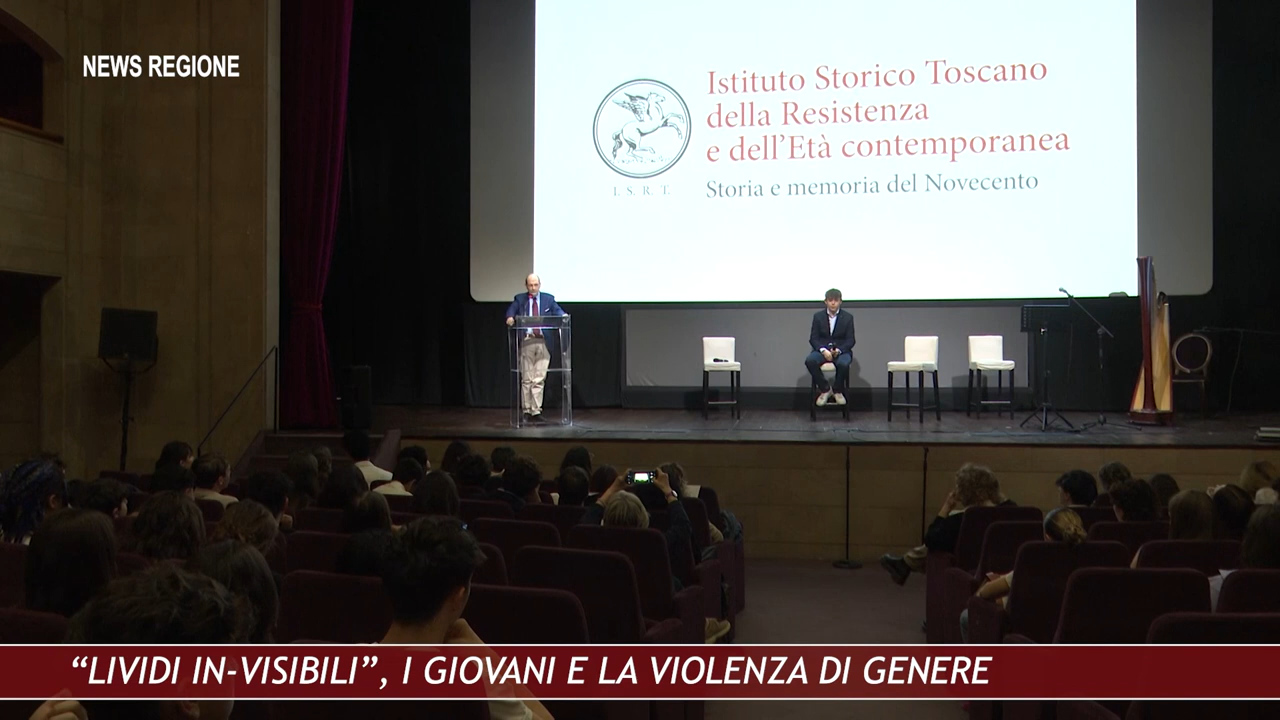 NEWS REGIONE
Istituto Storico Toscano
della Resistenza
e dell'Età contemporanea
I. S. R. T.
Storia e memoria del Novecento
“LIVIDI IN-VISIBILI”, I GIOVANI E LA VIOLENZA DI GENERE